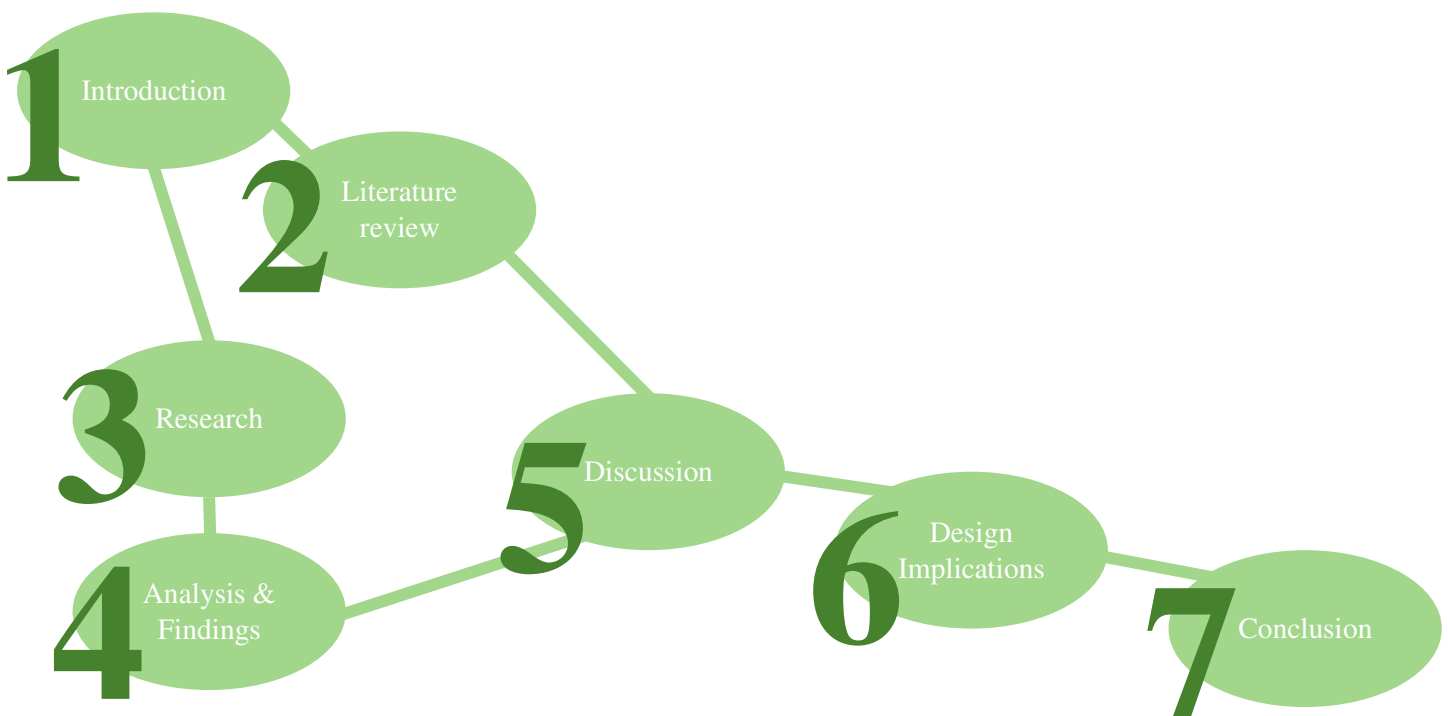 1
Introduction
2
Literature
review
3
Research
4
Analysis &
Findings
5
Discussion
6
Design
Implications
7
Conclusion